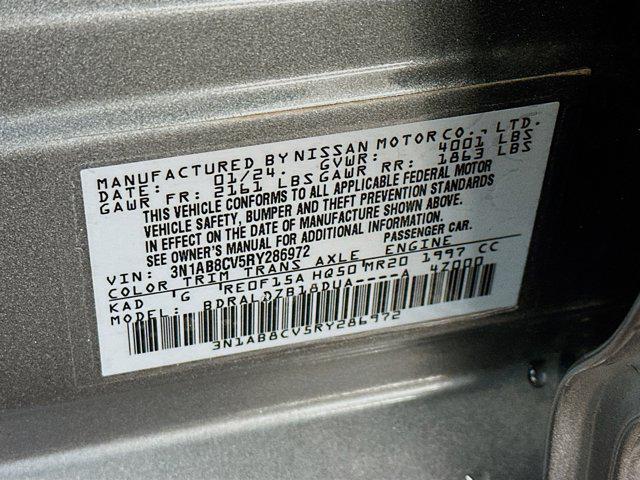 MANUFACTURED BY NISSAN MOTOR CO., LTD.
DATE: 01/24. GVWR: 4001 LBS
GAWR FR: 2161 LBS GAWR RR: 1863 LBS
THIS VEHICLE CONFORMS TO ALL APPLICABLE FEDERAL MOTOR
VEHICLE SAFETY, BUMPER AND THEFT PREVENTION STANDARDS
IN EFFECT ON THE DATE OF MANUFACTURE SHOWN ABOVE.
SEE OWNER'S MANUAL FOR ADDITIONAL INFORMATION.
VIN: 3N1AB8CV5RY286972 PASSENGER CAR.
COLOR TRIM TRANS AXLE ENGINE
KAD G RE0F15A HQ50 MR20 1997 CC
MODEL: BDRALDZB18DUA----A 4Z000
3N1AB8CV5RY286972